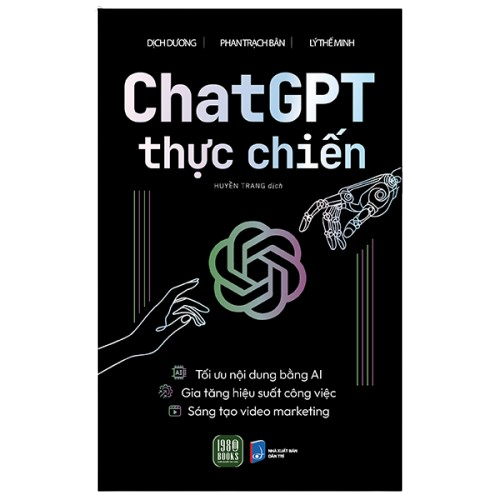 DỊCH DƯƠNG | PHAN TRẠCH BÂN | LÝ THẾ MINH
ChatGPT
thực chiến
HUYỀN TRANG dịch
AI
Tối ưu nội dung bằng AI
Gia tăng hiệu suất công việc
Sáng tạo video marketing
1980 BOOKS
NHÀ XUẤT BẢN
DÂN TRÍ